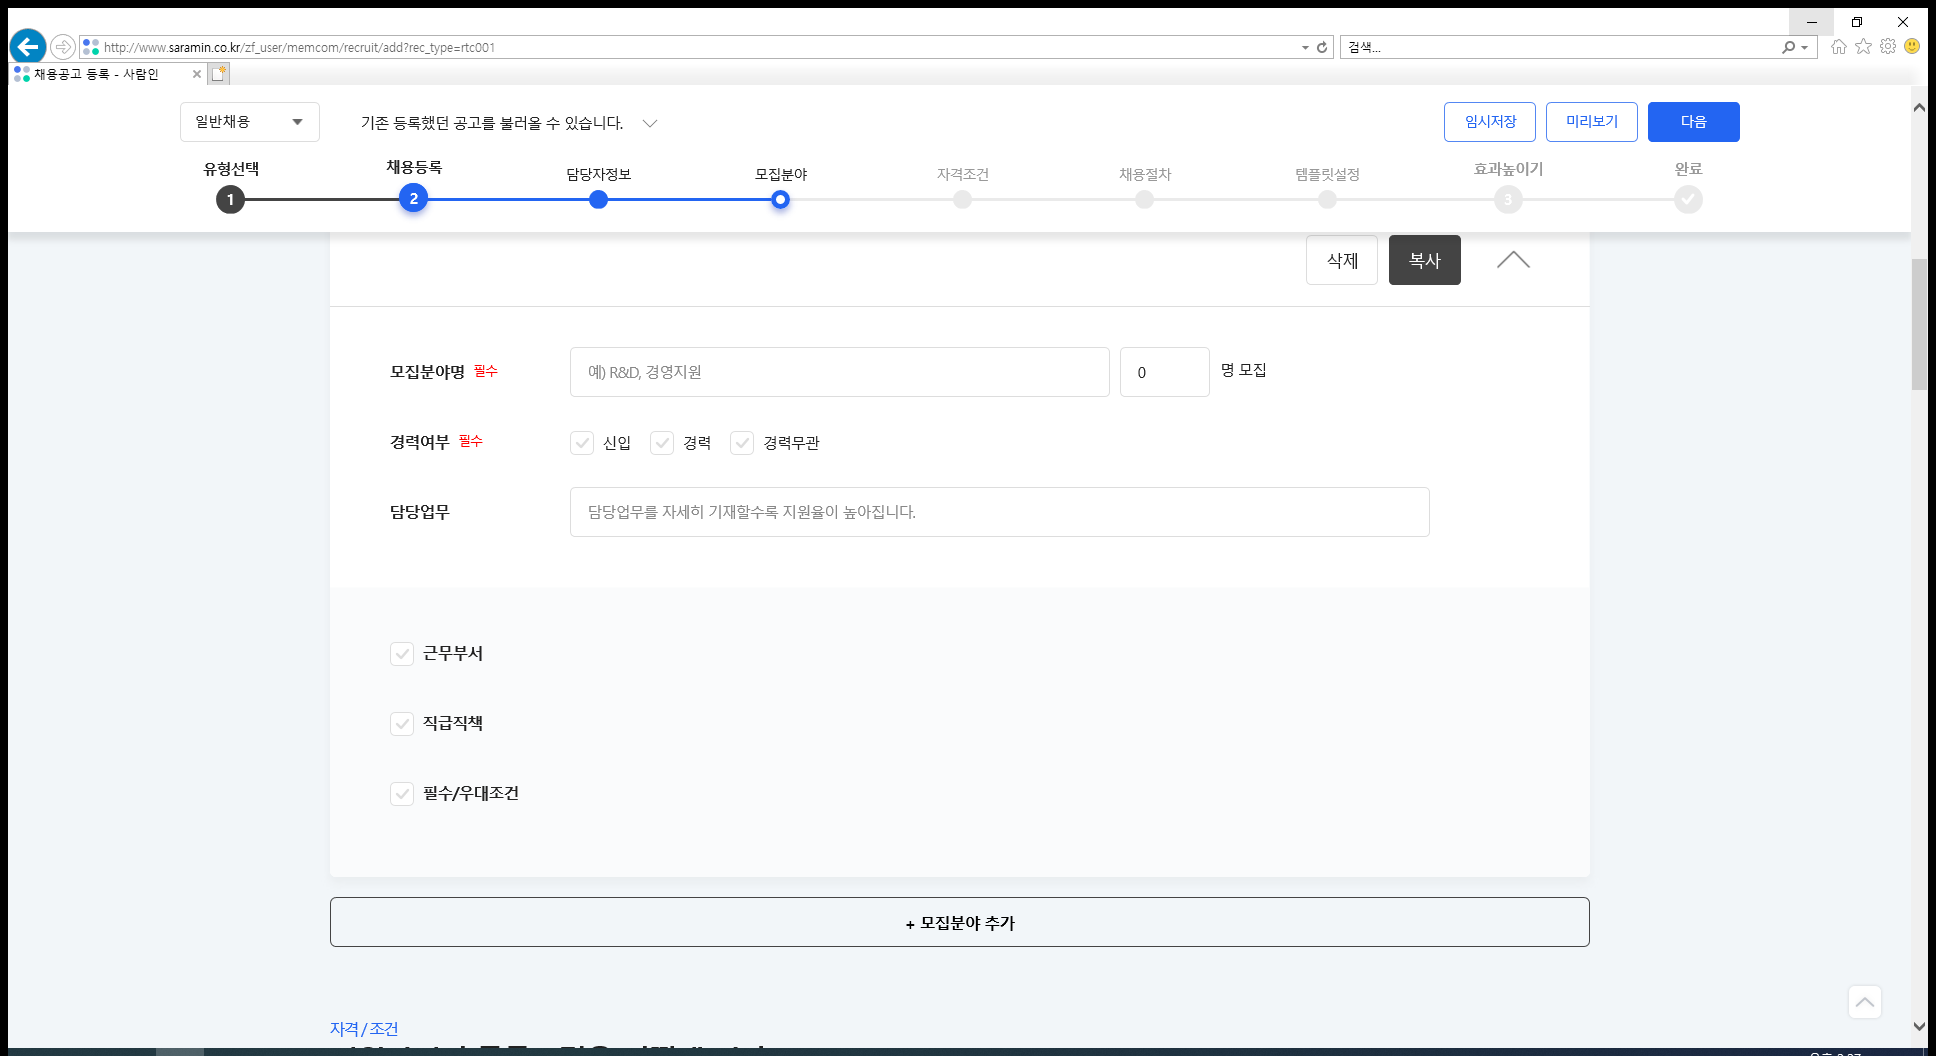 http://www.saramin.co.kr/zf_user/memcom/recruit/add?rec_type=rtc001
검색...
채용공고 등록 - 사람인
일반채용
기존 등록했던 공고를 불러올 수 있습니다.
임시저장
미리보기
다음
유형선택
채용등록
담당자정보
모집분야
자격조건
채용절차
템플릿설정
효과높이기
완료
1
2
3
삭제
복사
모집분야명 필수
예) R&D, 경영지원
0
명 모집
경력여부 필수
신입
경력
경력무관
담당업무
담당업무를 자세히 기재할수록 지원율이 높아집니다.
근무부서
직급직책
필수/우대조건
+ 모집분야 추가
자격/조건